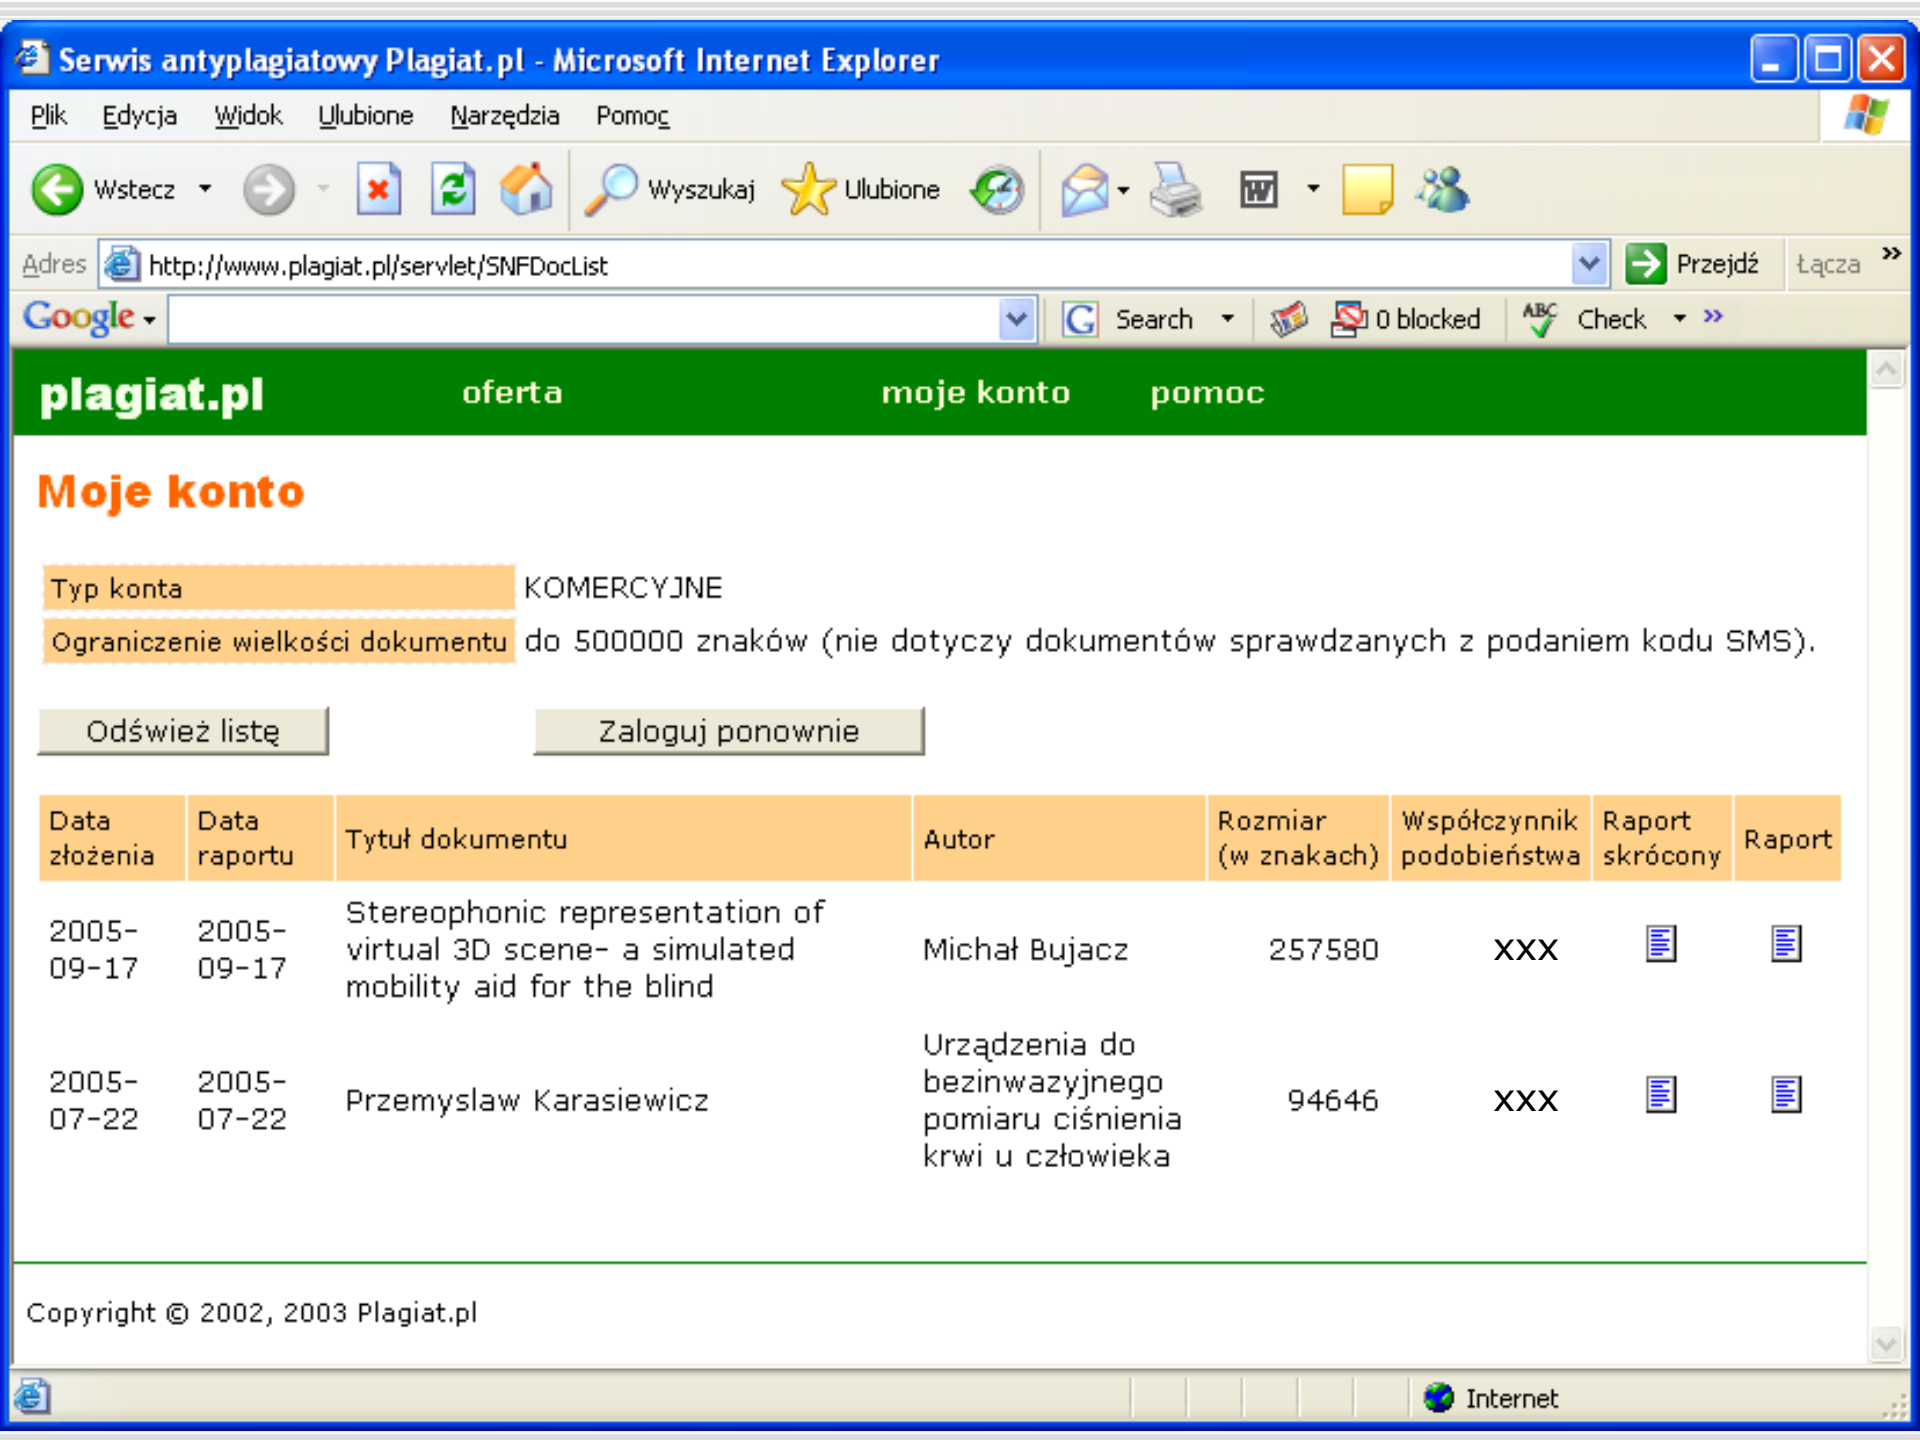 Serwis antyplagiatowy Plagiat.pl - Microsoft Internet Explorer
Plik Edycja Widok Ulubione Narzędzia Pomoc
Wstecz Wyszukaj Ulubione W
Adres http://www.plagiat.pl/servlet/SNFDocList Przejdź Łącza »
Google G Search 0 blocked ABC Check »
plagiat.pl oferta moje konto pomoc
Moje konto
Typ konta KOMERCYJNE
Ograniczenie wielkości dokumentu do 500000 znaków (nie dotyczy dokumentów sprawdzanych z podaniem kodu SMS).
Odśwież listę Zaloguj ponownie
Data złożenia
Data raportu
Tytuł dokumentu
Autor
Rozmiar (w znakach)
Współczynnik podobieństwa
Raport skrócony
Raport
2005-
09-17
2005-
09-17
Stereophonic representation of
virtual 3D scene- a simulated
mobility aid for the blind
Michał Bujacz
257580
xxx
2005-
07-22
2005-
07-22
Przemyslaw Karasiewicz
Urządzenia do
bezinwazyjnego
pomiaru ciśnienia
krwi u człowieka
94646
xxx
Copyright © 2002, 2003 Plagiat.pl
Internet